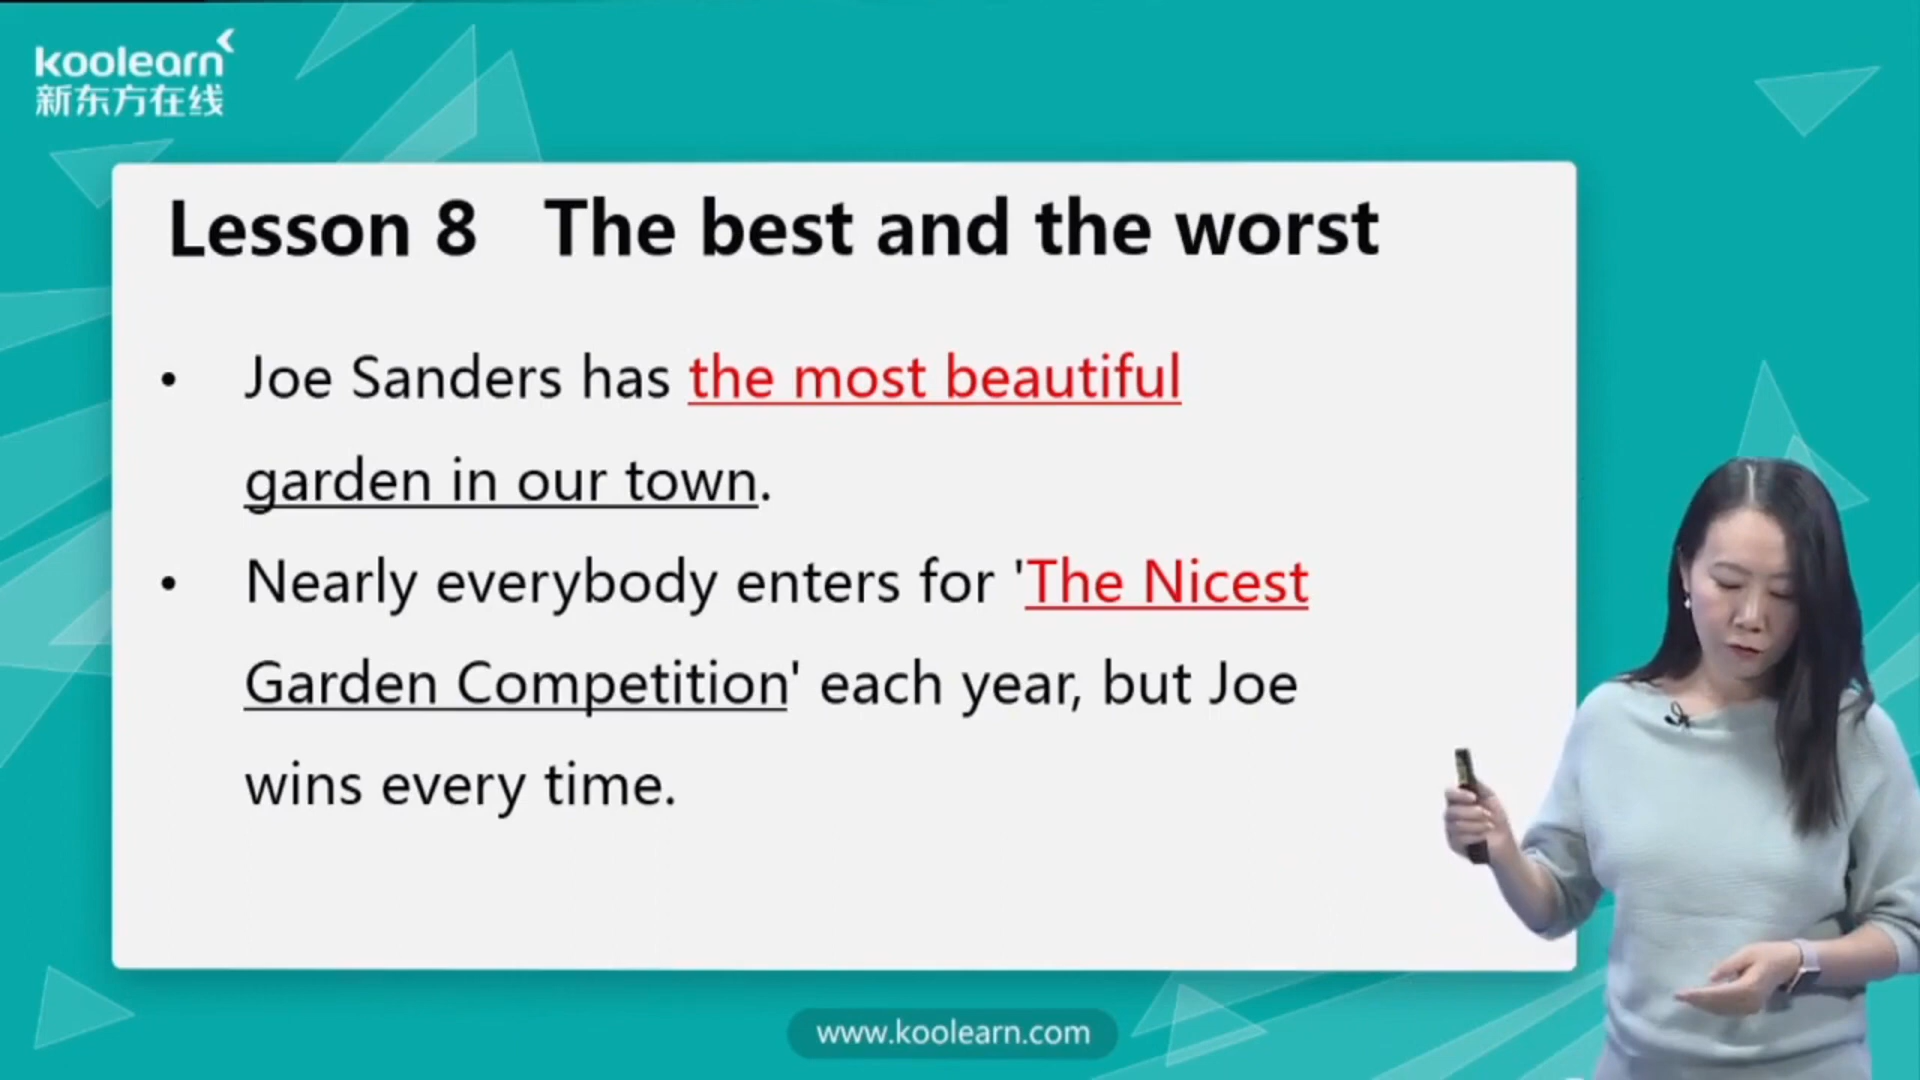 koolearn
新东方在线
Lesson 8 The best and the worst
• Joe Sanders has the most beautiful
garden in our town.
• Nearly everybody enters for 'The Nicest
Garden Competition' each year, but Joe
wins every time.
www.koolearn.com